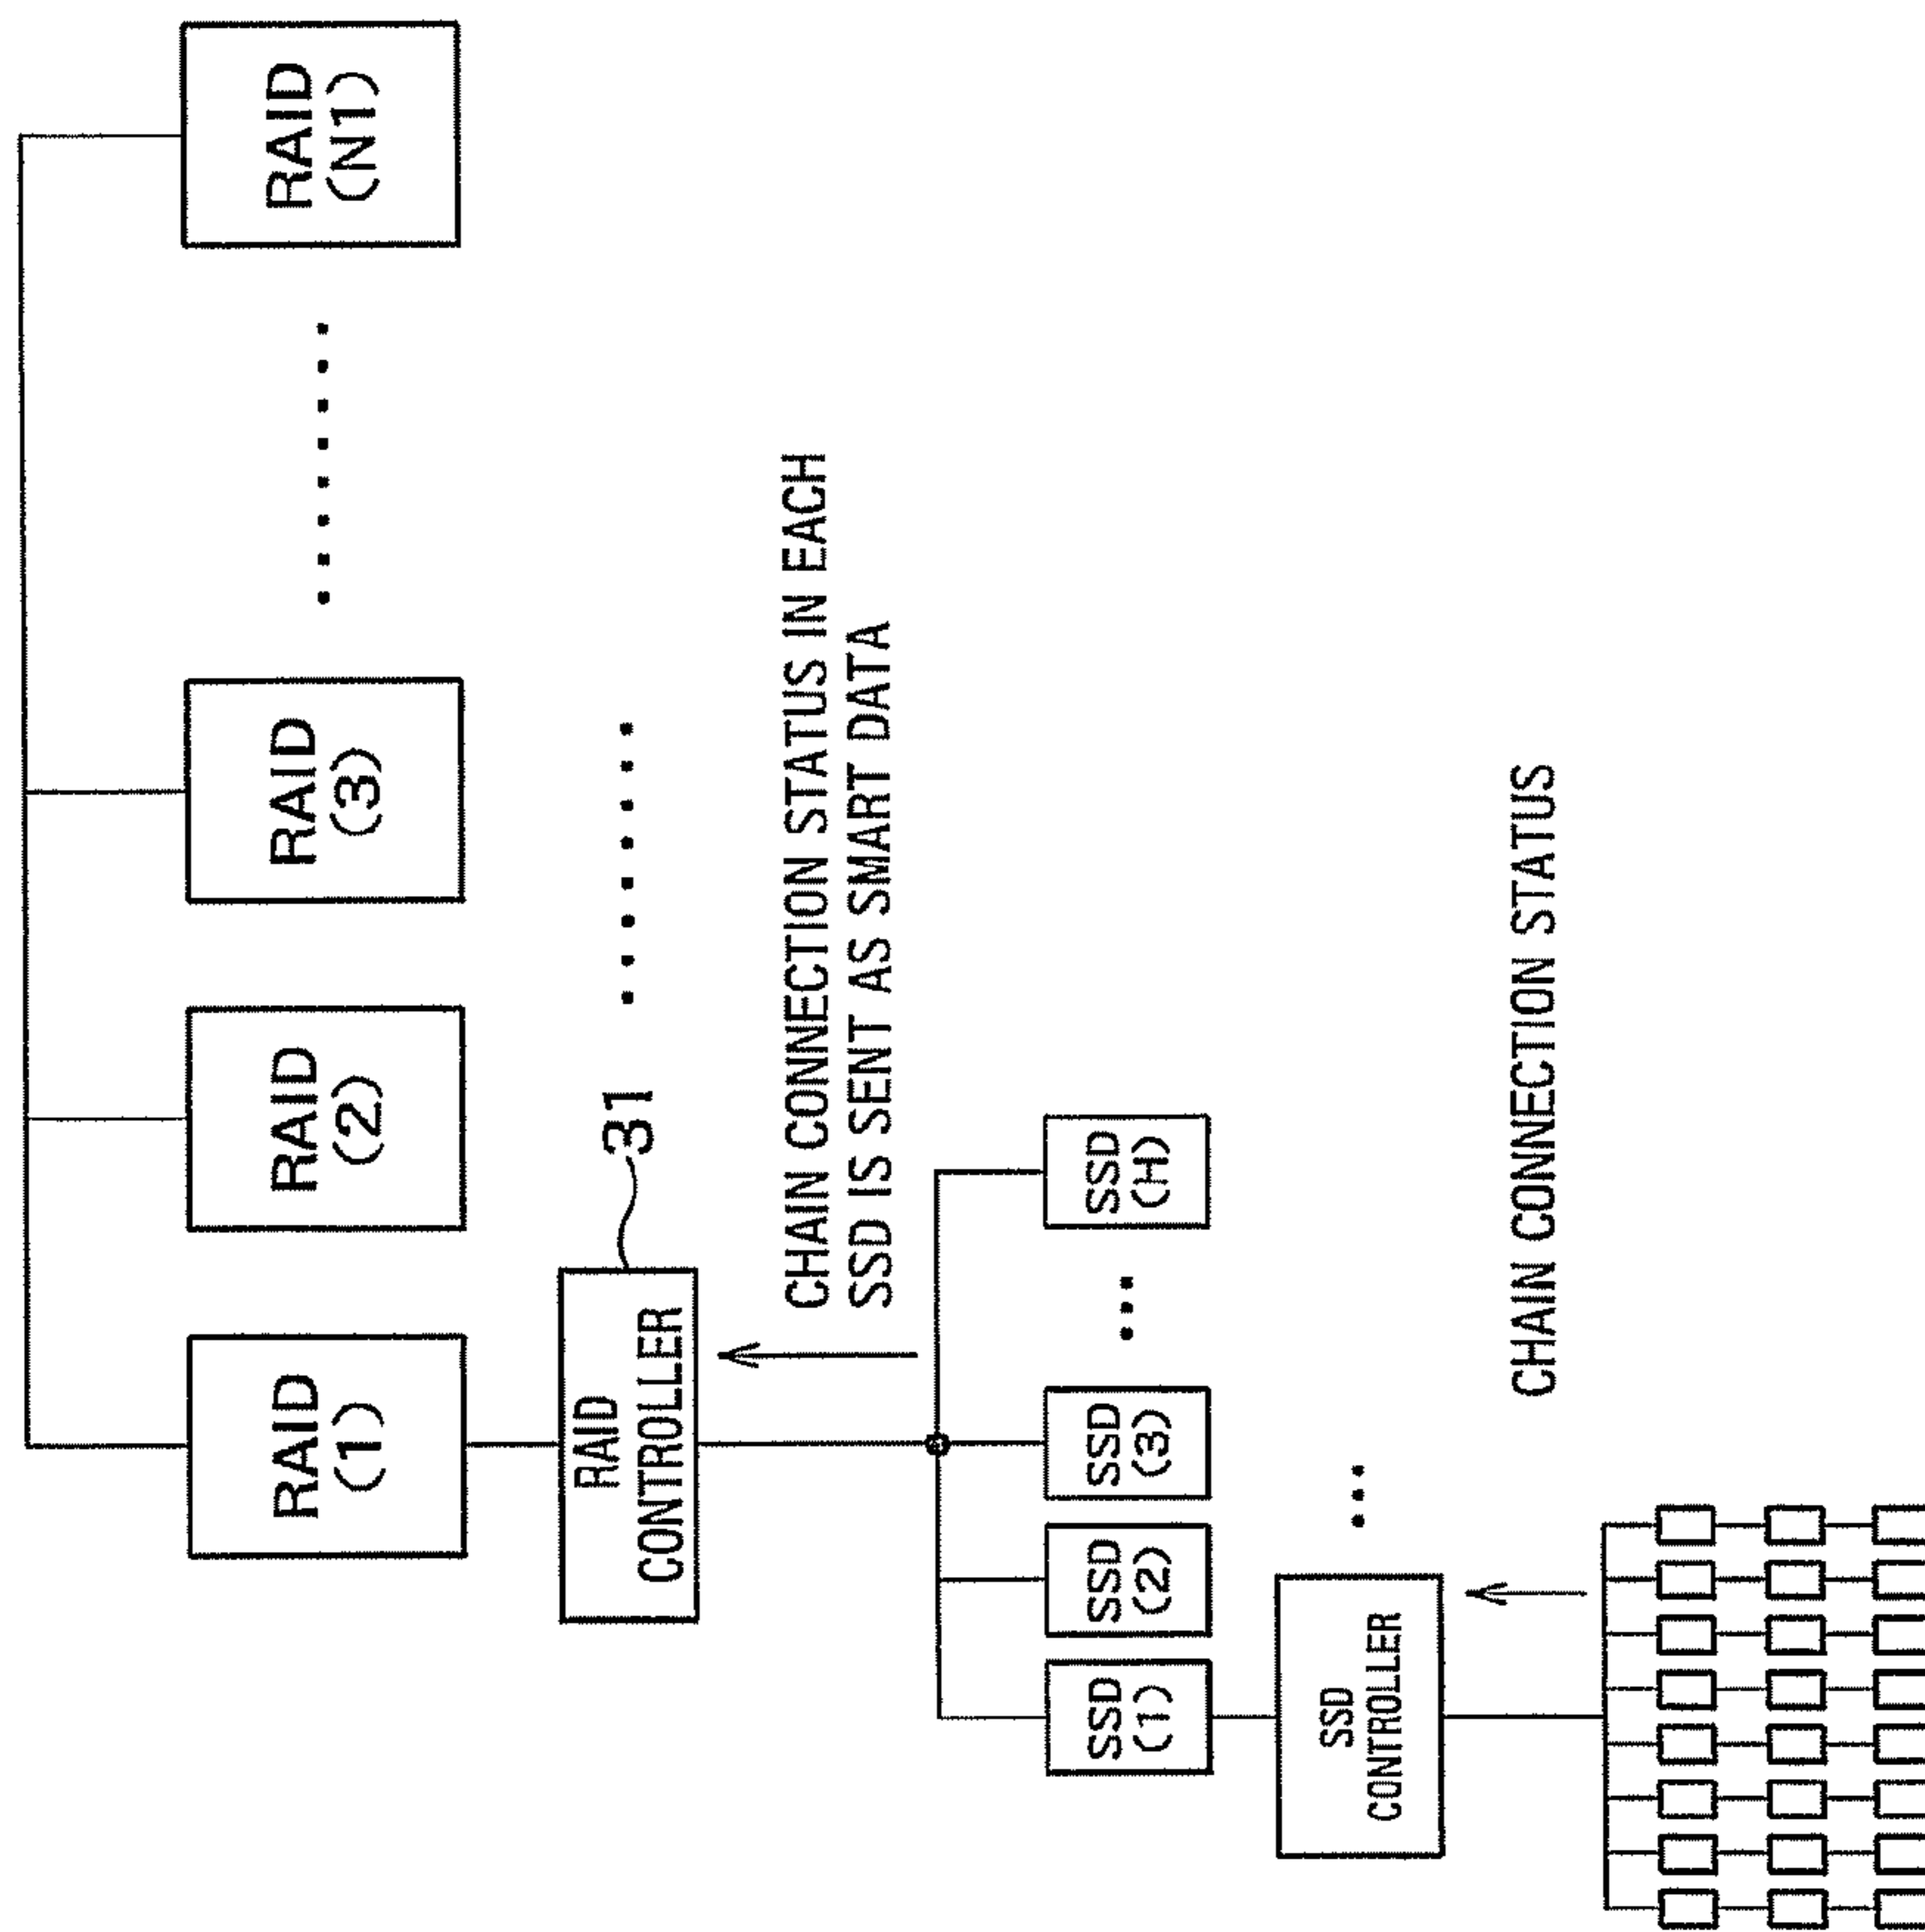 RAID
(1)
RAID
(2)
RAID
(3)
RAID
(N1)
RAID
CONTROLLER
31
CHAIN CONNECTION STATUS IN EACH
SSD IS SENT AS SMART DATA
SSD
(1)
SSD
(2)
SSD
(3)
SSD
(H)
SSD
CONTROLLER
CHAIN CONNECTION STATUS